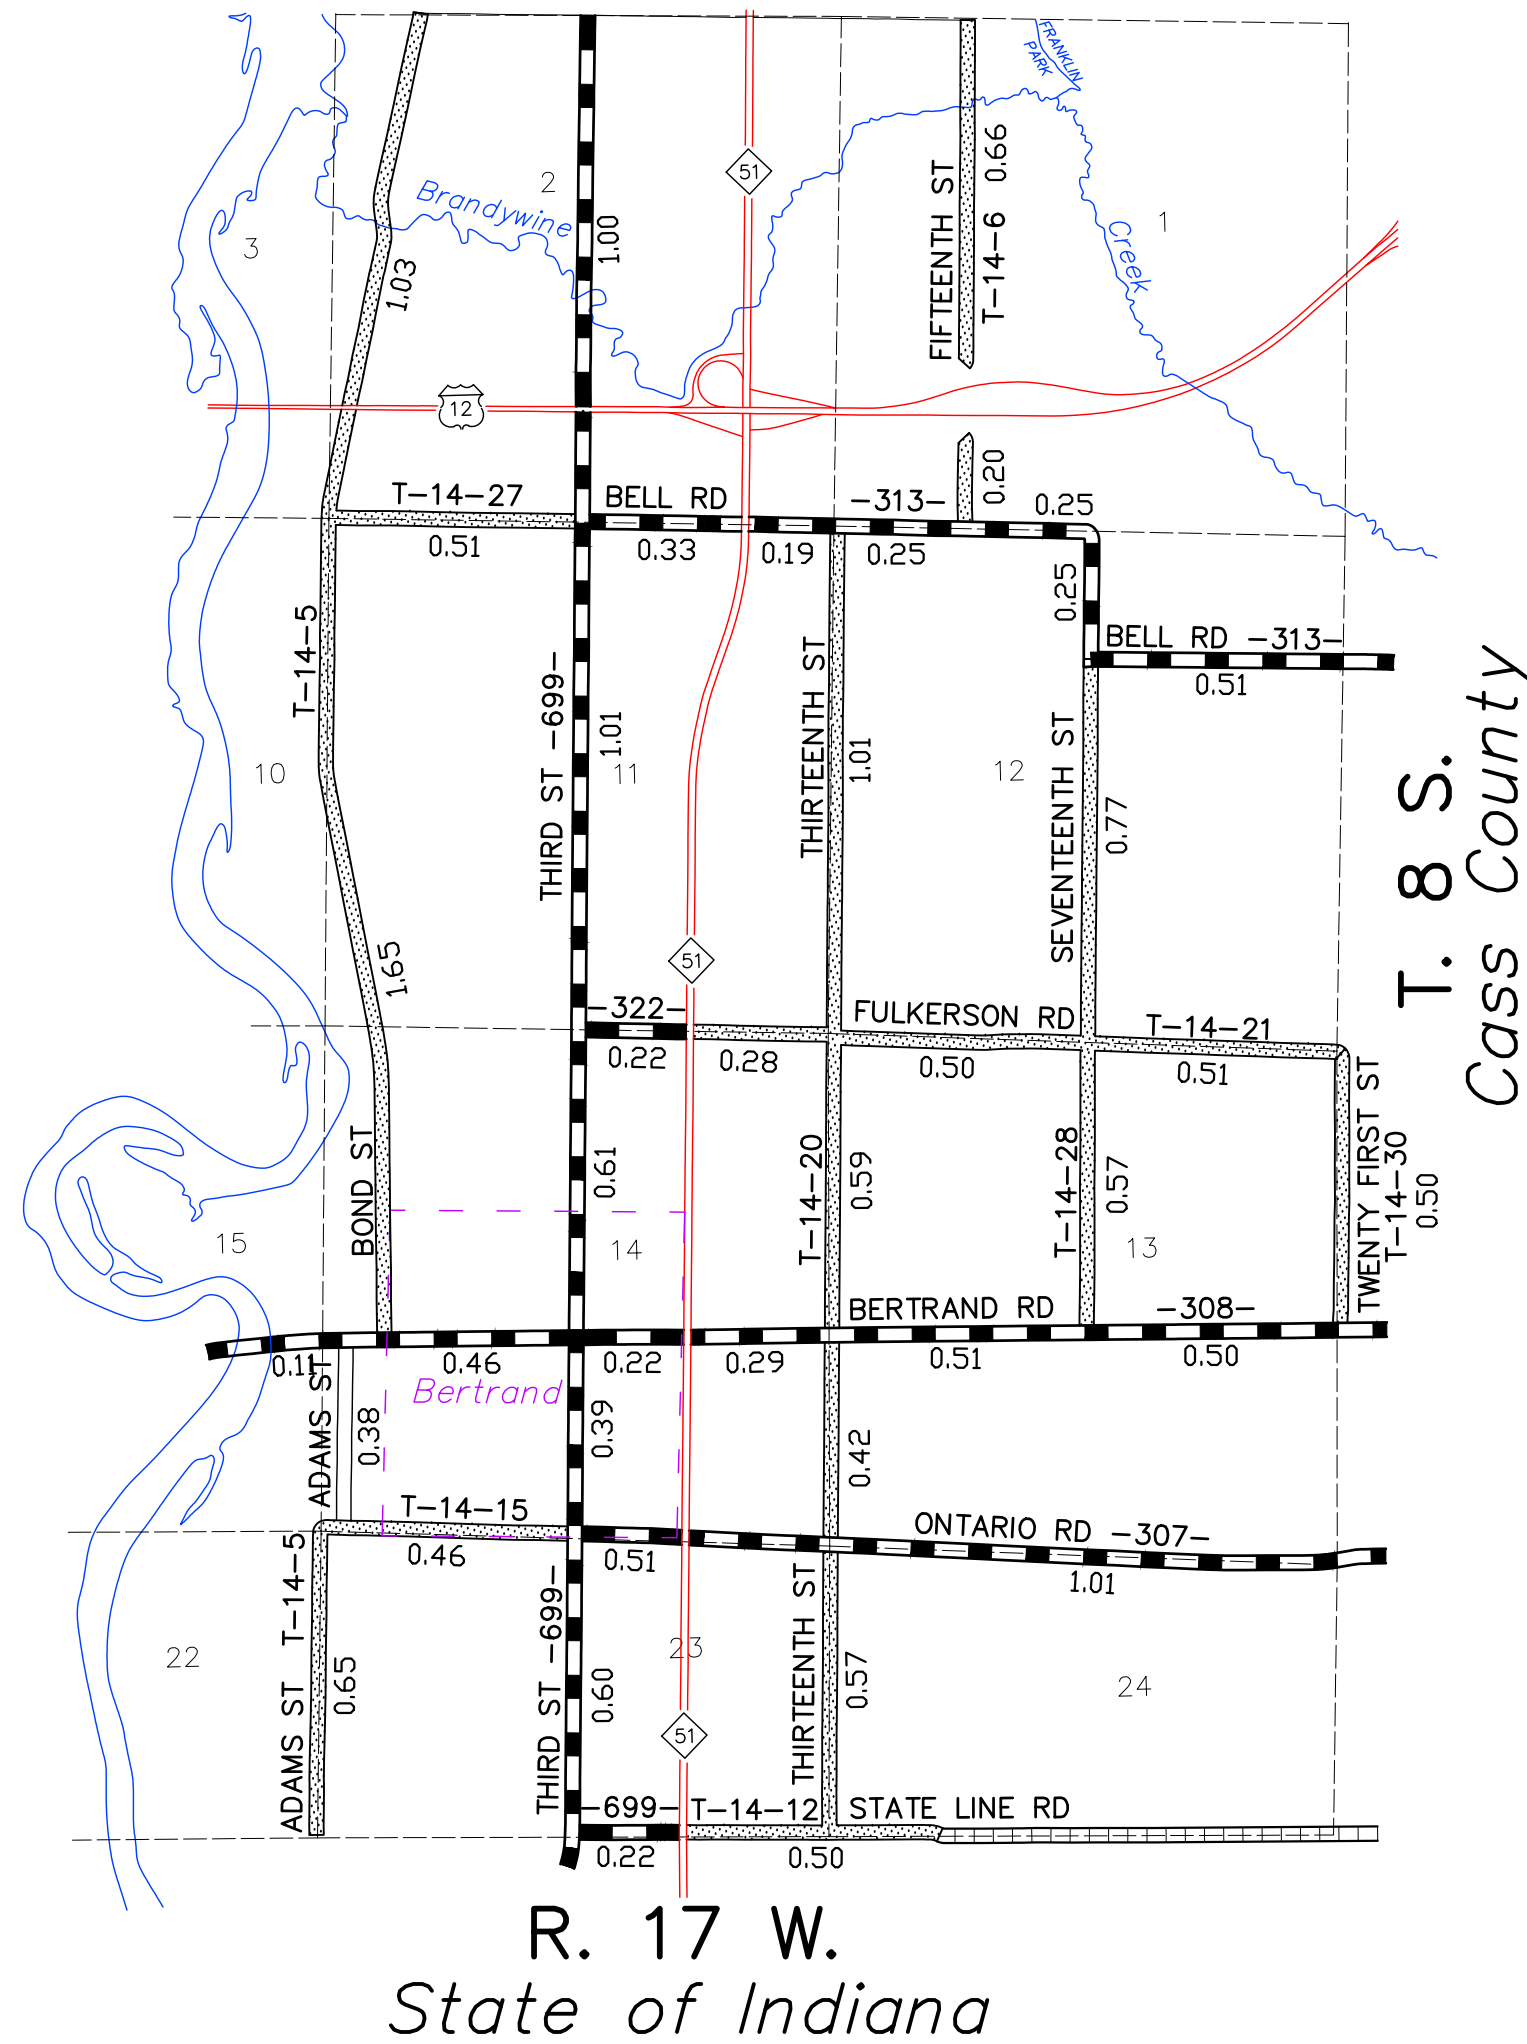 FRANKLIN
PARK
51
2
Brandywine
1.00
FIFTEENTH ST
T-14-6 0.66
1
Creek
3
1.03
12
T-14-27
BELL RD
-313-
0.20
0.25
0.51
0.33
0.19
0.25
0.25
T-14-5
BELL RD -313-
0.51
THIRD ST -699-
1.01
11
THIRTEENTH ST
1.01
12
SEVENTEENTH ST
0.77
10
T. 8 S.
Cass County
1.65
51
-322-
FULKERSON RD
T-14-21
0.22
0.28
0.50
0.51
BOND ST
0.61
T-14-20
0.59
T-14-28
0.57
TWENTY FIRST ST
T-14-30
0.50
15
14
13
BERTRAND RD
-308-
0.11
0.46
0.22
0.29
0.51
0.50
Bertrand
ADAMS ST
0.38
0.39
0.42
T-14-15
ONTARIO RD -307-
0.46
0.51
1.01
ADAMS ST T-14-5
0.65
THIRD ST -699-
0.60
THIRTEENTH ST
0.57
22
23
24
51
-699-
T-14-12
STATE LINE RD
0.22
0.50
R. 17 W.
State of Indiana